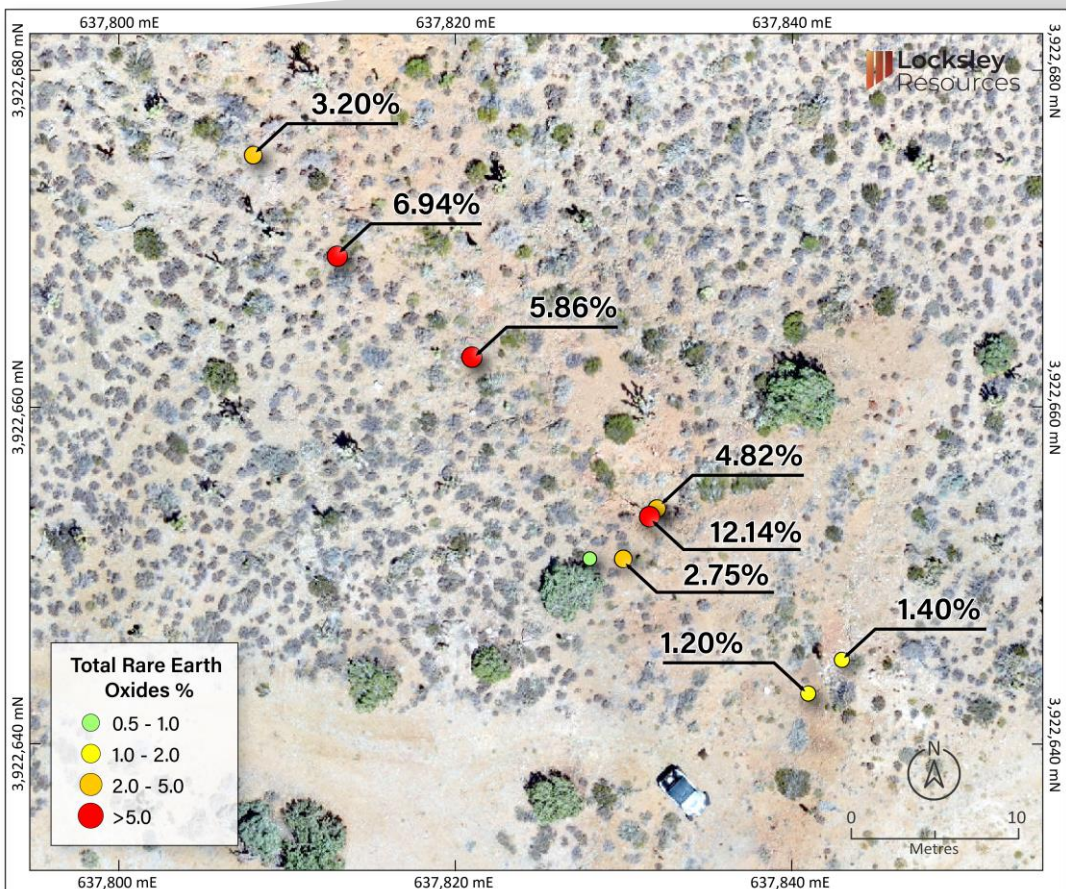 637,800 mE
637,820 mE
637,840 mE
3,922,680 mN
3,922,680 mN
Locksley
Resources
3.20%
6.94%
5.86%
3,922,660 mN
3,922,660 mN
4.82%
12.14%
2.75%
1.40%
1.20%
Total Rare Earth
Oxides %
0.5 - 1.0
1.0 - 2.0
2.0 - 5.0
>5.0
3,922,640 mN
3,922,640 mN
N
0 10
Metres
637,800 mE
637,820 mE
637,840 mE